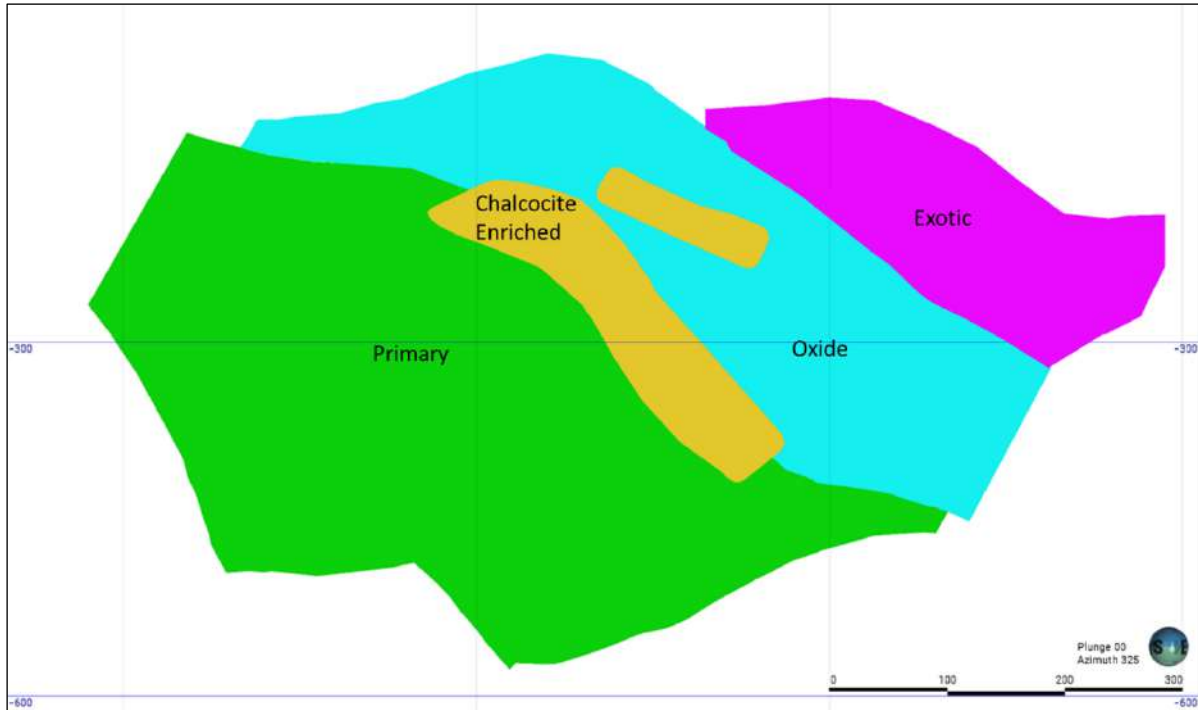 Chalcocite
Enriched
Exotic
-300
Primary
Oxide
-300
Plunge 00
Azimuth 325
S E
0
100
200
300
-600
-600